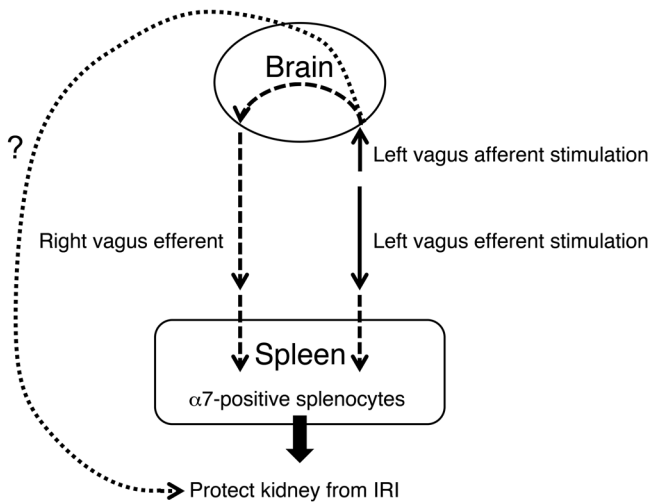 Brain
?
Left vagus afferent stimulation
Right vagus efferent
Left vagus efferent stimulation
Spleen
α7-positive splenocytes
Protect kidney from IRI